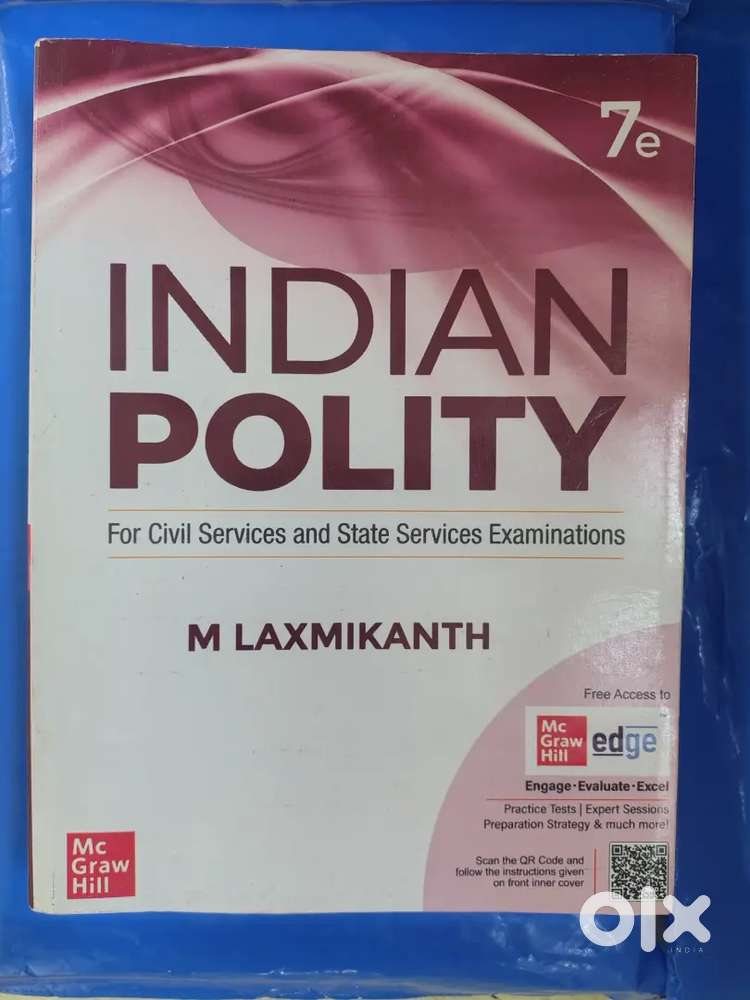 7e
INDIAN
POLITY
For Civil Services and State Services Examinations
M LAXMIKANTH
Free Access to
Mc
Graw
Hill
edge™
Engage·Evaluate·Excel
Practice Tests | Expert Sessions
Preparation Strategy & much more!
Scan the QR Code and
follow the instructions given
on front inner cover
Mc
Graw
Hill
olx
INDIA